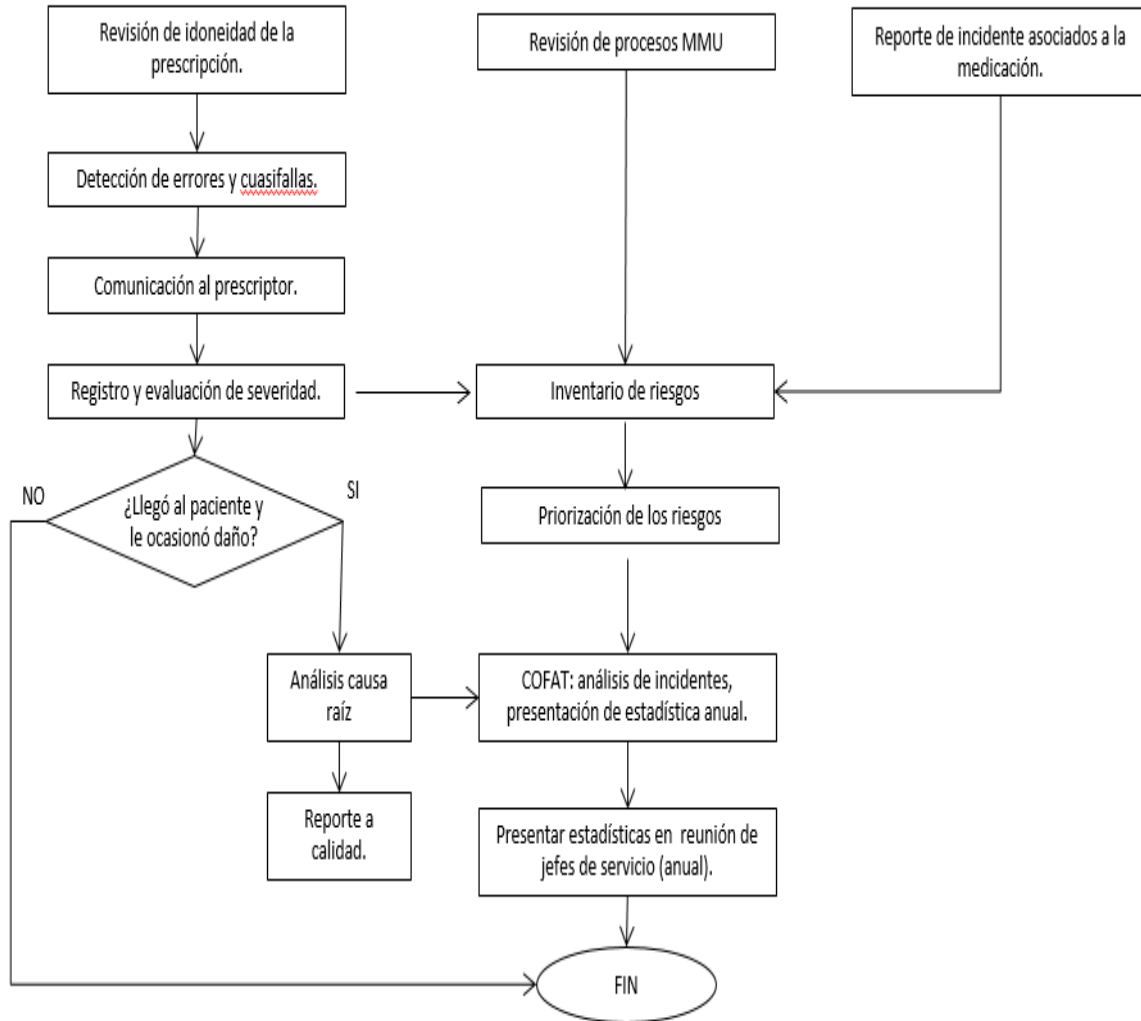 Revisión de idoneidad de la
prescripción.
Revisión de procesos MMU
Reporte de incidente asociados a la
medicación.
Detección de errores y cuasifallas.
Comunicación al prescriptor.
Registro y evaluación de severidad.
Inventario de riesgos
NO
SI
¿Llegó al paciente y
le ocasionó daño?
Priorización de los riesgos
Análisis causa
raíz
COFAT: análisis de incidentes,
presentación de estadística anual.
Reporte a
calidad.
Presentar estadísticas en reunión de
jefes de servicio (anual).
FIN